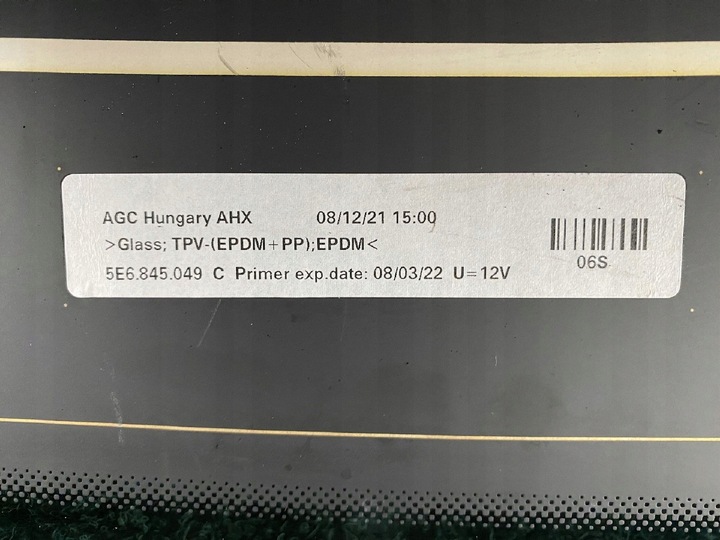 AGC Hungary AHX 08/12/21 15:00
>Glass; TPV-(EPDM+PP);EPDM<
5E6.845.049 C Primer exp.date: 08/03/22 U=12V
06S